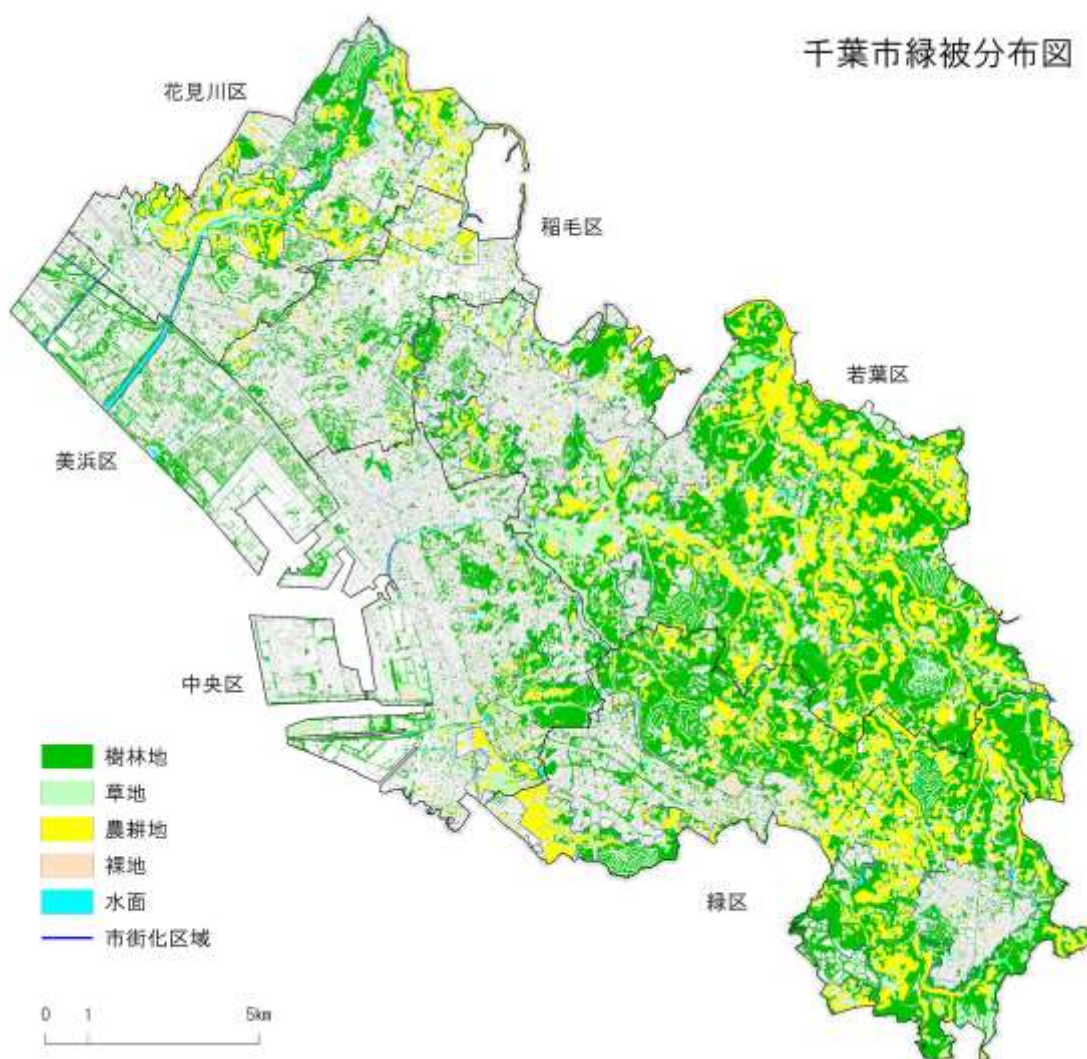 千葉市緑被分布図
花見川区
稲毛区
若葉区
美浜区
中央区
緑区
樹林地
草地
農耕地
裸地
水面
市街化区域
0 1 5km